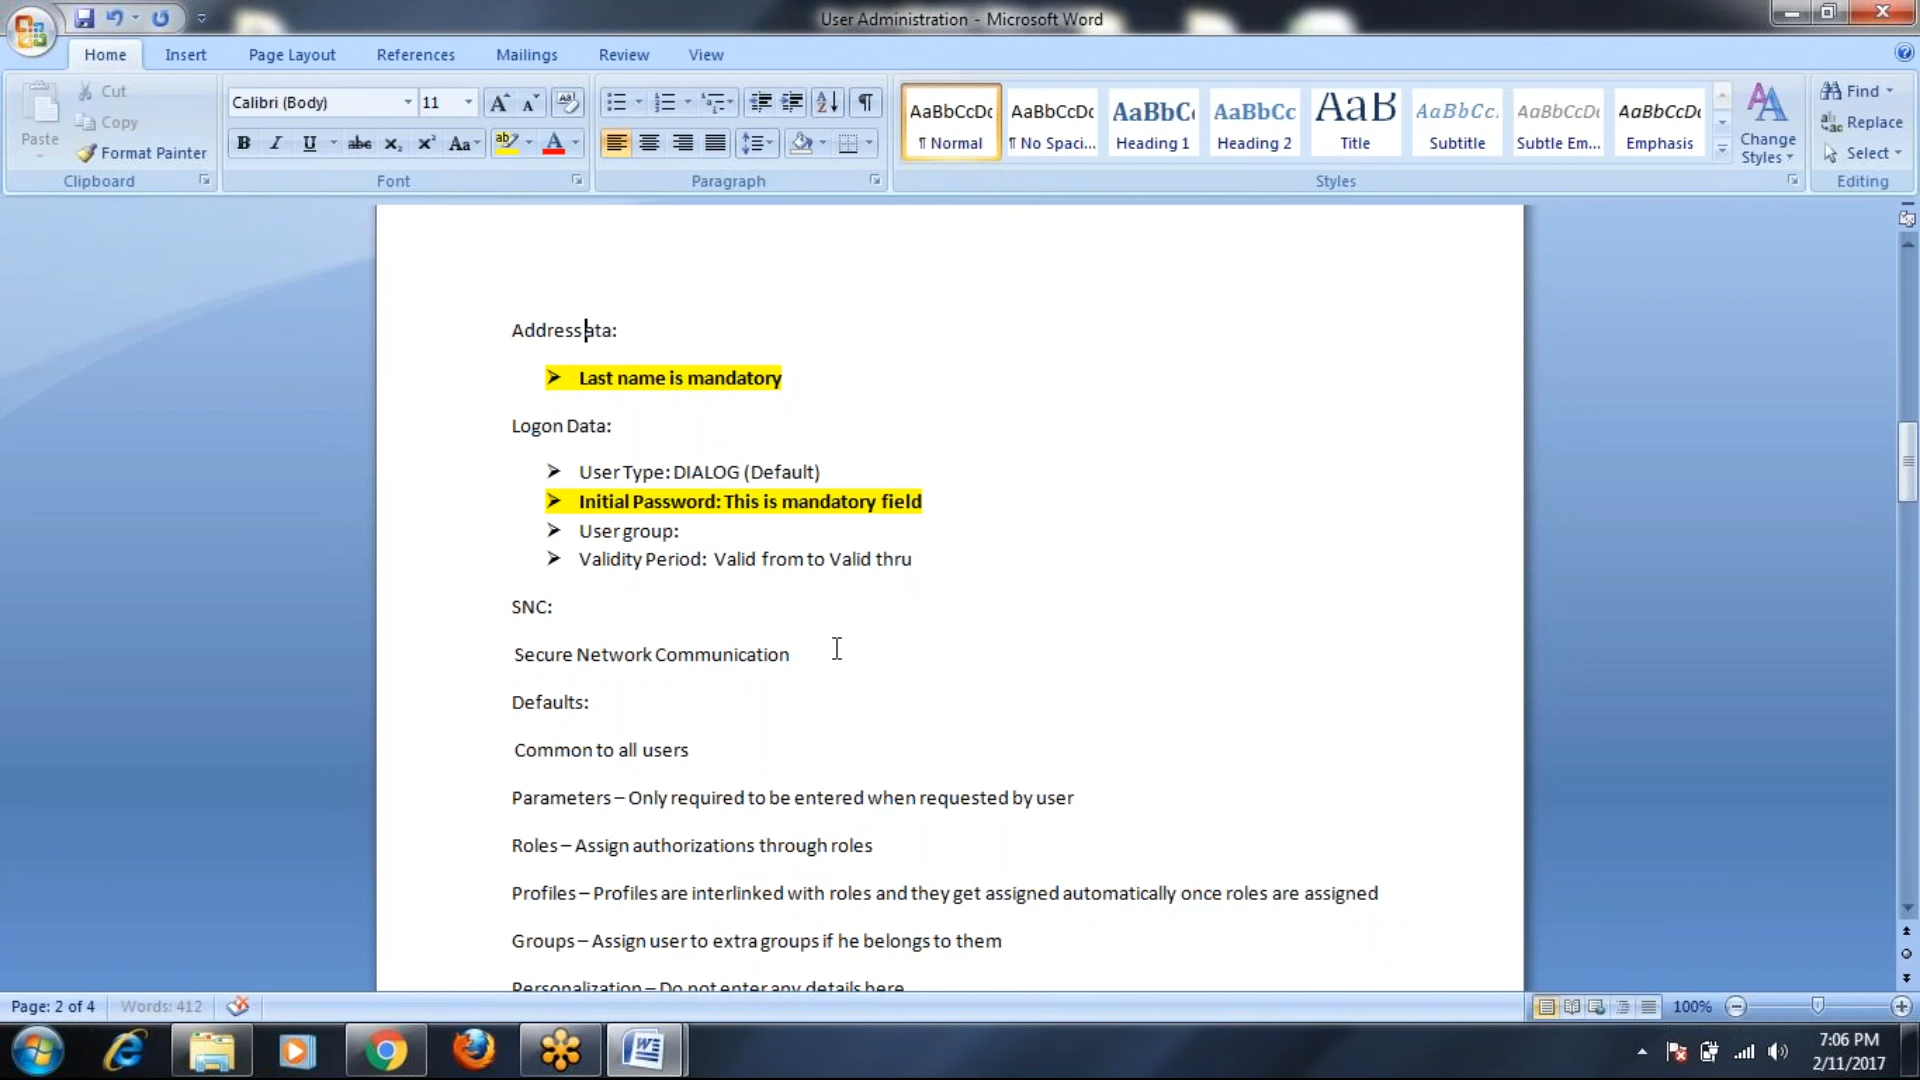 User Administration - Microsoft Word
Home Insert Page Layout References Mailings Review View
Paste
Cut
Copy
Format Painter
Clipboard
Calibri (Body) 11
B I U abc X₂ X² Aa
Font
Paragraph
AaBbCcDc AaBbCcDc AaBbC AaBbCc AaB AaBbCc. AaBbCcDc AaBbCcDc
¶ Normal ¶ No Spaci... Heading 1 Heading 2 Title Subtitle Subtle Em... Emphasis
Change Styles
Styles
Find
Replace
Select
Editing
Address ata:
➢ Last name is mandatory
Logon Data:
➢ User Type: DIALOG (Default)
➢ Initial Password: This is mandatory field
➢ User group:
➢ Validity Period: Valid from to Valid thru
SNC:
Secure Network Communication
Defaults:
Common to all users
Parameters – Only required to be entered when requested by user
Roles – Assign authorizations through roles
Profiles – Profiles are interlinked with roles and they get assigned automatically once roles are assigned
Groups – Assign user to extra groups if he belongs to them
Personalization – Do not enter any details here
Page: 2 of 4 Words: 412 100%
7:06 PM
2/11/2017